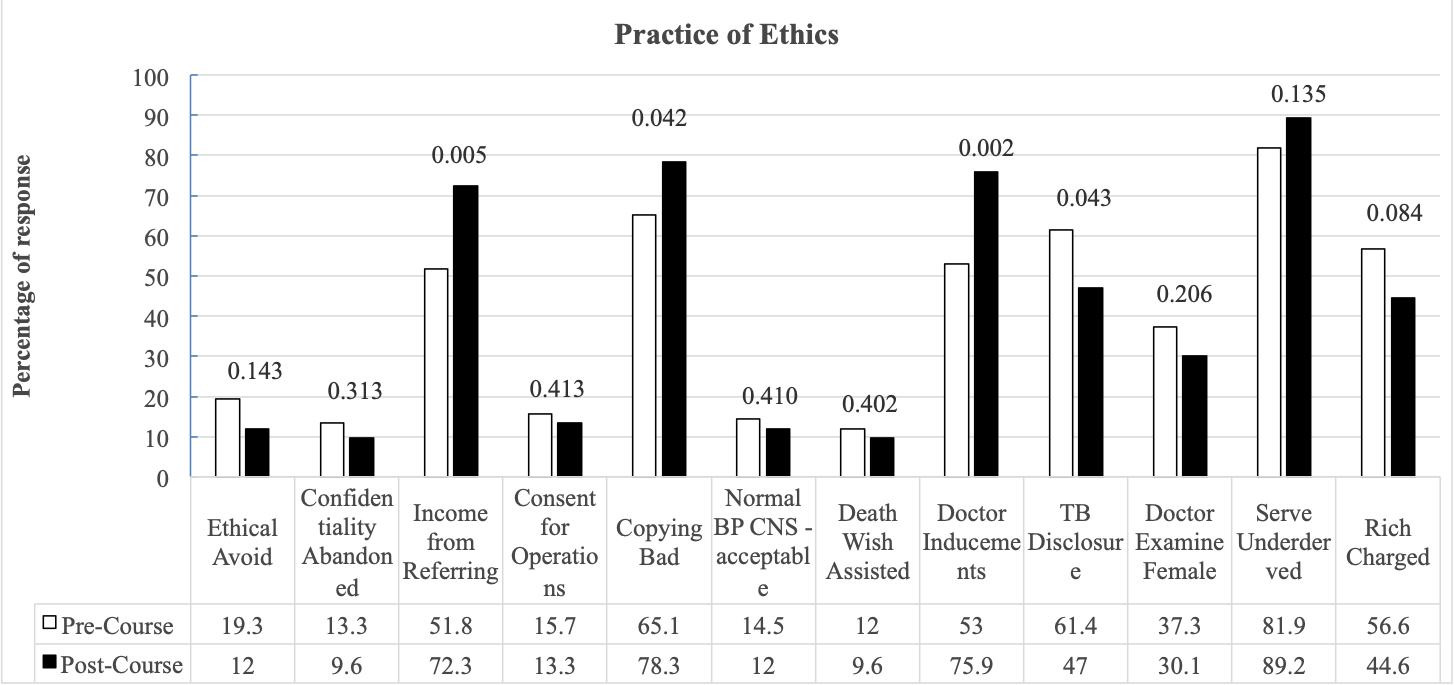 Practice of Ethics
Percentage of response
100
90
80
70
60
50
40
30
20
10
0
0.143
0.313
0.005
0.413
0.042
0.410
0.402
0.002
0.043
0.206
0.135
0.084
Ethical
Avoid
Confiden
tiality
Abandon
ed
Income
from
Referring
Consent
for
Operatio
ns
Copying
Bad
Normal
BP CNS -
acceptabl
e
Death
Wish
Assisted
Doctor
Induceme
nts
TB
Disclosur
e
Doctor
Examine
Female
Serve
Underder
ved
Rich
Charged
Pre-Course 19.3 13.3 51.8 15.7 65.1 14.5 12 53 61.4 37.3 81.9 56.6
Post-Course 12 9.6 72.3 13.3 78.3 12 9.6 75.9 47 30.1 89.2 44.6